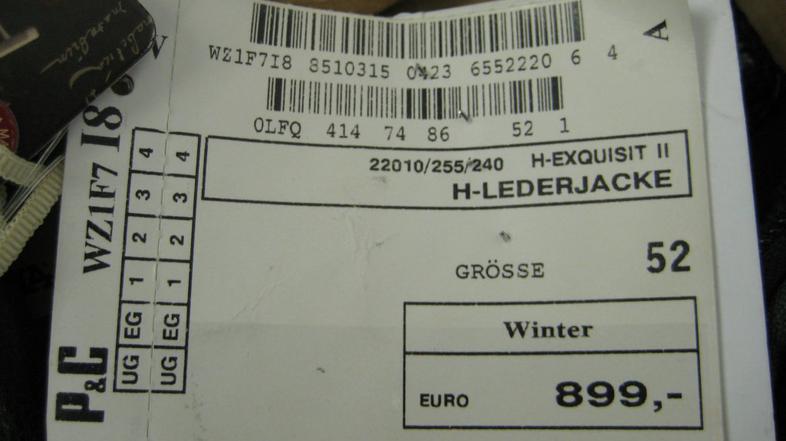 A
WZ1F7I8 8510315 0423 6552220 6 4
OLFQ 414 74 86 52 1
22010/255/240 H-EXQUISIT II
H-LEDERJACKE
GRÖSSE 52
Winter
EURO 899,-
P&C WZ1F7 I8
UG EG 1 2 3 4
UG EG 1 2 3 4